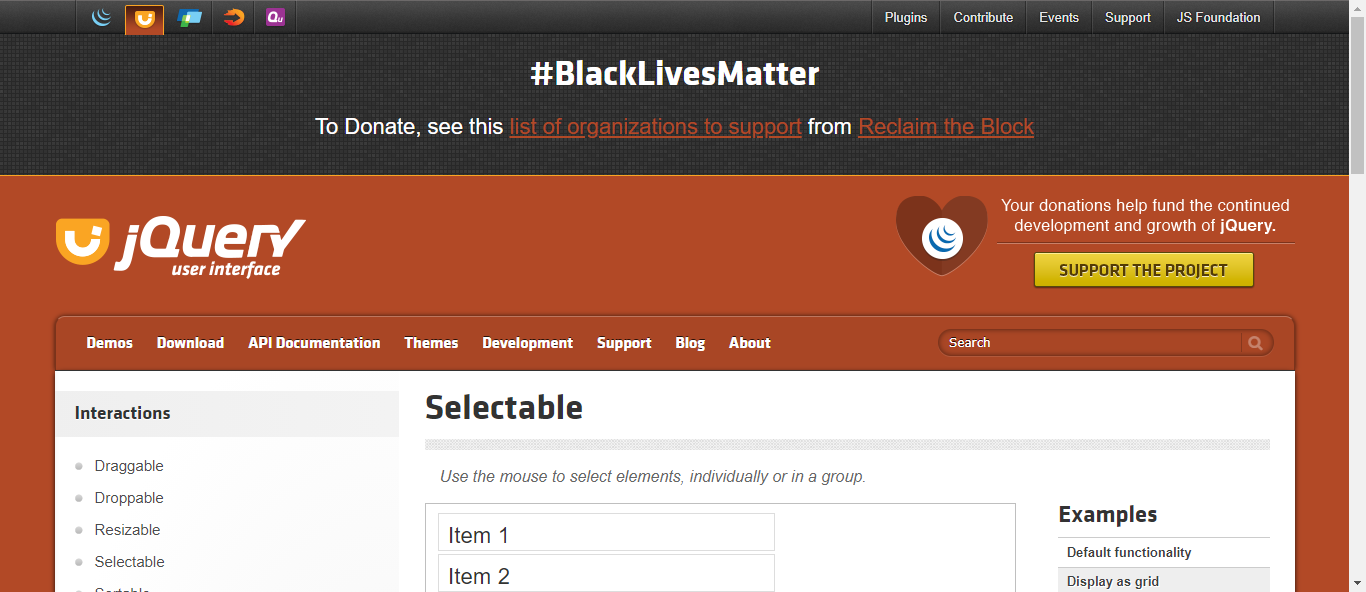 Plugins Contribute Events Support JS Foundation
#BlackLivesMatter
To Donate, see this list of organizations to support from Reclaim the Block
jQuery
user interface
Your donations help fund the continued
development and growth of jQuery.
SUPPORT THE PROJECT
Demos Download API Documentation Themes Development Support Blog About Search
Interactions
Draggable
Droppable
Resizable
Selectable
Selectable
Use the mouse to select elements, individually or in a group.
Item 1
Item 2
Examples
Default functionality
Display as grid